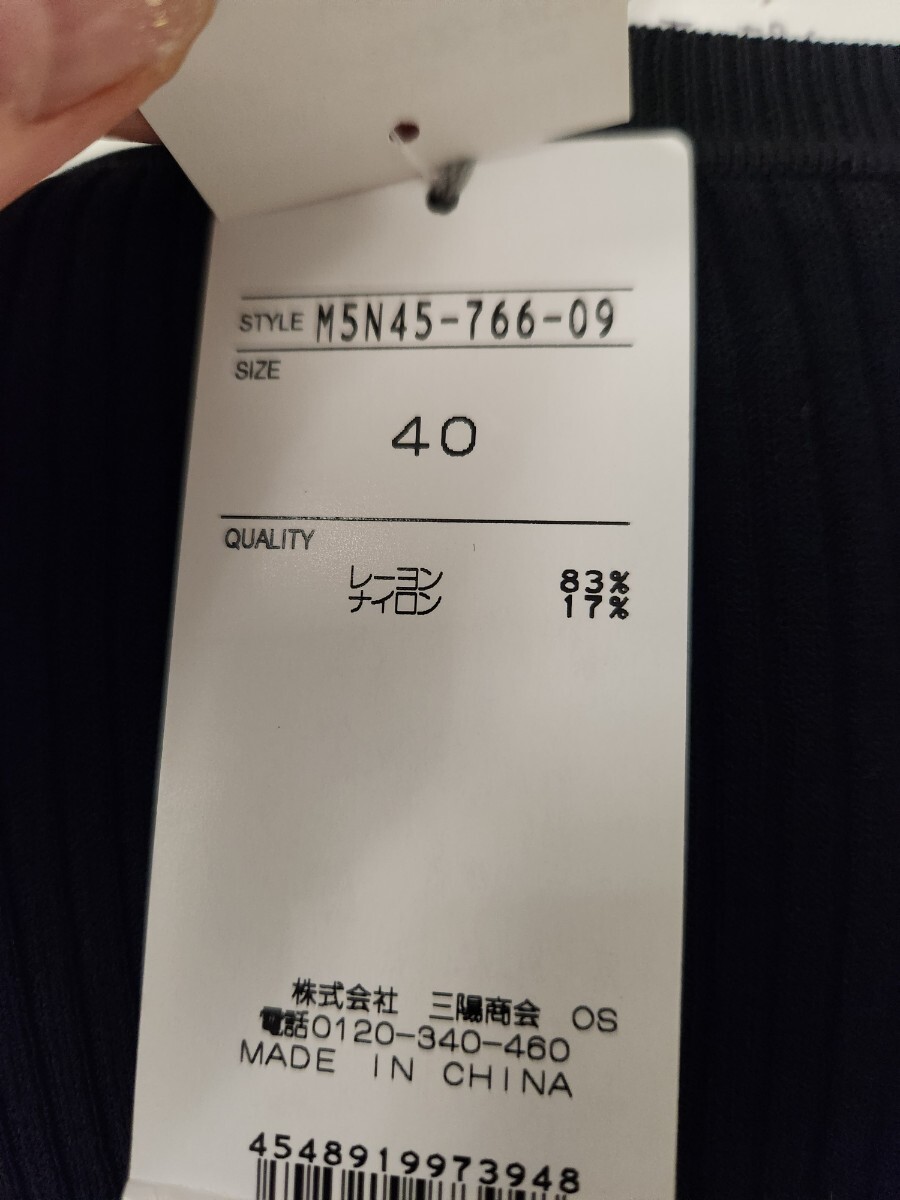 STYLE M5N45-766-09
SIZE
40
QUALITY
レーヨン 83%
ナイロン 17%
株式会社 三陽商会 OS
電話0120-340-460
MADE IN CHINA
4548919973948